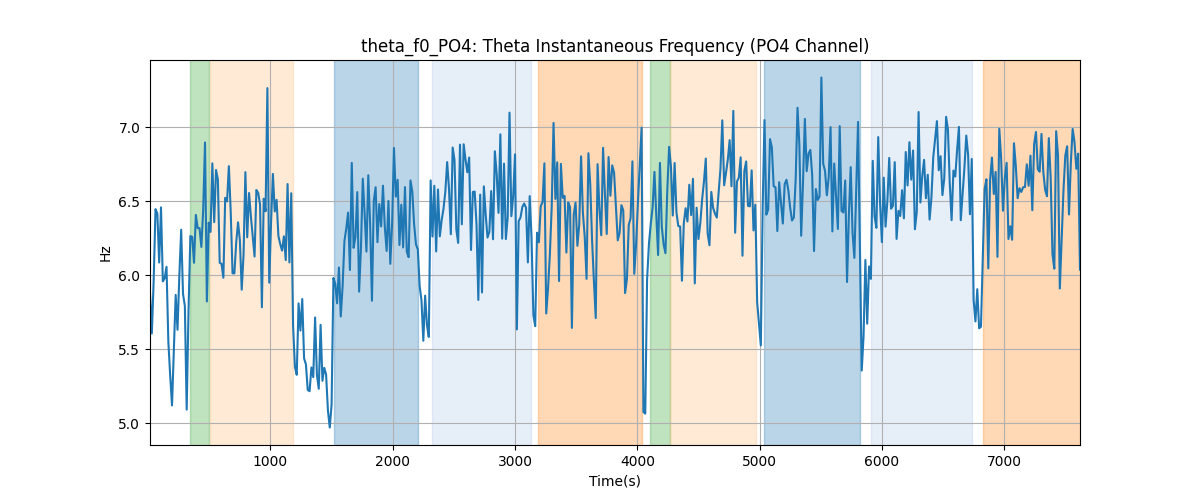 theta_f0_PO4: Theta Instantaneous Frequency (PO4 Channel)
7.0
6.5
6.0
5.5
5.0
Hz
1000 2000 3000 4000 5000 6000 7000
Time(s)